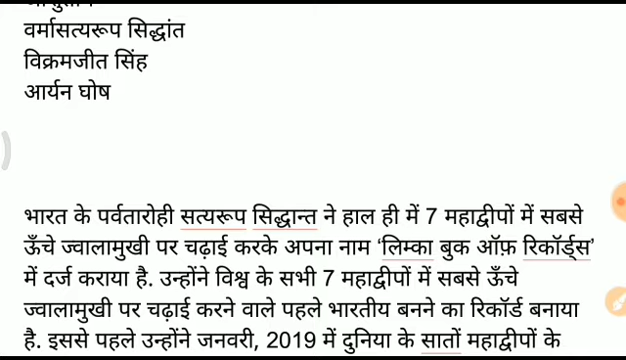 वर्मासत्यरूप सिद्धांत
विक्रमजीत सिंह
आर्यन घोष
भारत के पर्वतारोही सत्यरूप सिद्धान्त ने हाल ही में 7 महाद्वीपों में सबसे
ऊँचे ज्वालामुखी पर चढ़ाई करके अपना नाम ‘लिम्का बुक ऑफ़ रिकॉर्ड्स’
में दर्ज कराया है. उन्होंने विश्व के सभी 7 महाद्वीपों में सबसे ऊँचे
ज्वालामुखी पर चढ़ाई करने वाले पहले भारतीय बनने का रिकॉर्ड बनाया
है. इससे पहले उन्होंने जनवरी, 2019 में दुनिया के सातों महाद्वीपों के